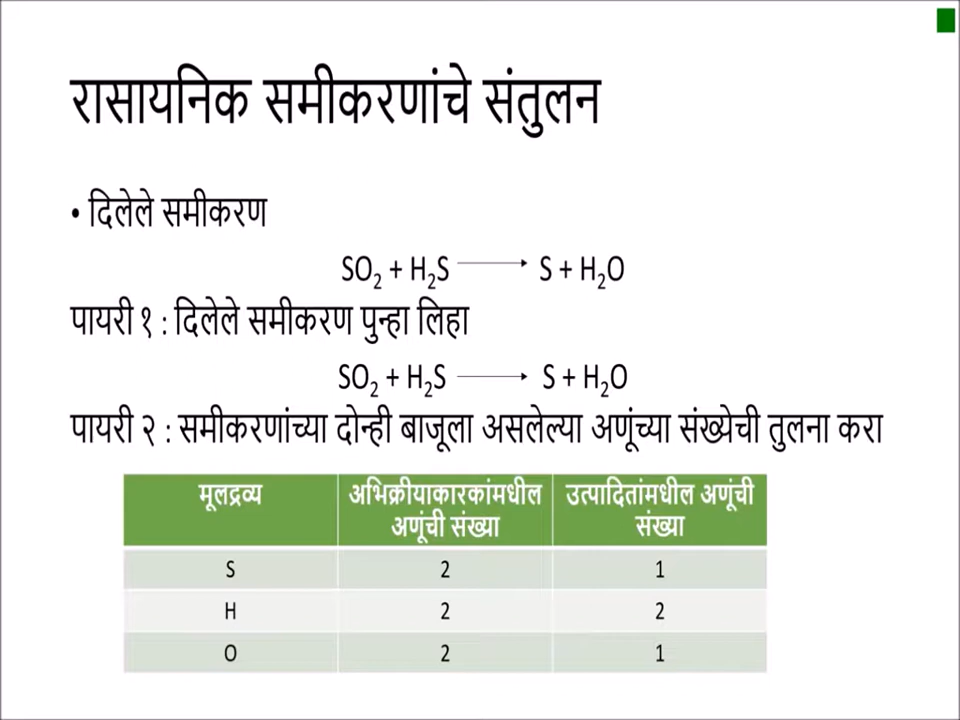 रासायनिक समीकरणांचे संतुलन
• दिलेले समीकरण
SO₂ + H₂S ⟶ S + H₂O
पायरी १ : दिलेले समीकरण पुन्हा लिहा
SO₂ + H₂S ⟶ S + H₂O
पायरी २ : समीकरणांच्या दोन्ही बाजूला असलेल्या अणूंच्या संख्येची तुलना करा
मूलद्रव्य अभिक्रीयाकारकांमधील अणूंची संख्या उत्पादितांमधील अणूंची संख्या
S 2 1
H 2 2
O 2 1